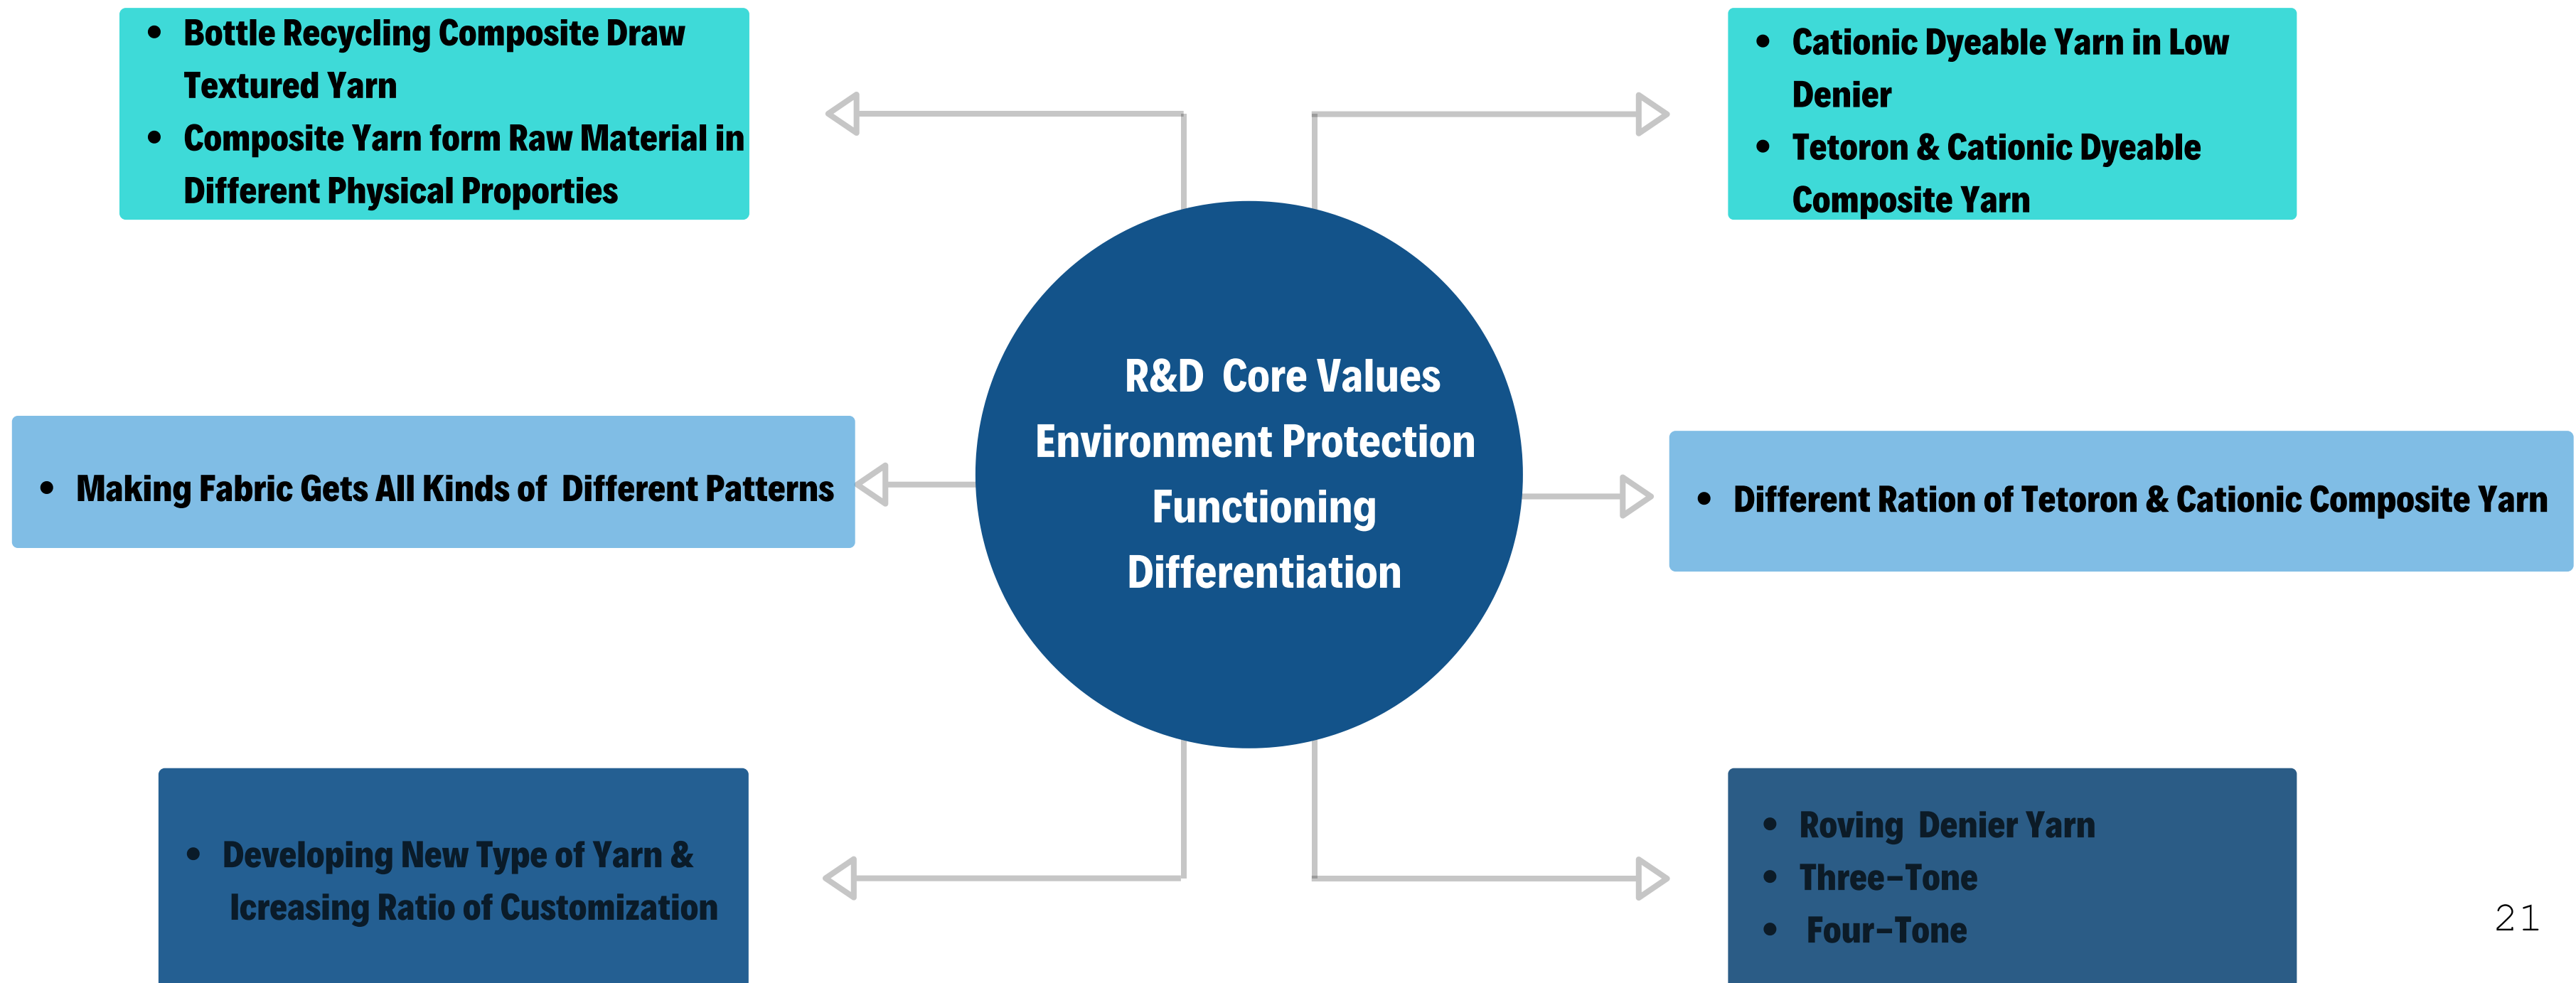 • Bottle Recycling Composite Draw
Textured Yarn
• Composite Yarn form Raw Material in
Different Physical Proporties
• Cationic Dyeable Yarn in Low
Denier
• Tetoron & Cationic Dyeable
Composite Yarn
R&D Core Values
Environment Protection
Functioning
Differentiation
• Making Fabric Gets All Kinds of Different Patterns
• Different Ration of Tetoron & Cationic Composite Yarn
• Developing New Type of Yarn &
Icreasing Ratio of Customization
• Roving Denier Yarn
• Three-Tone
• Four-Tone
21